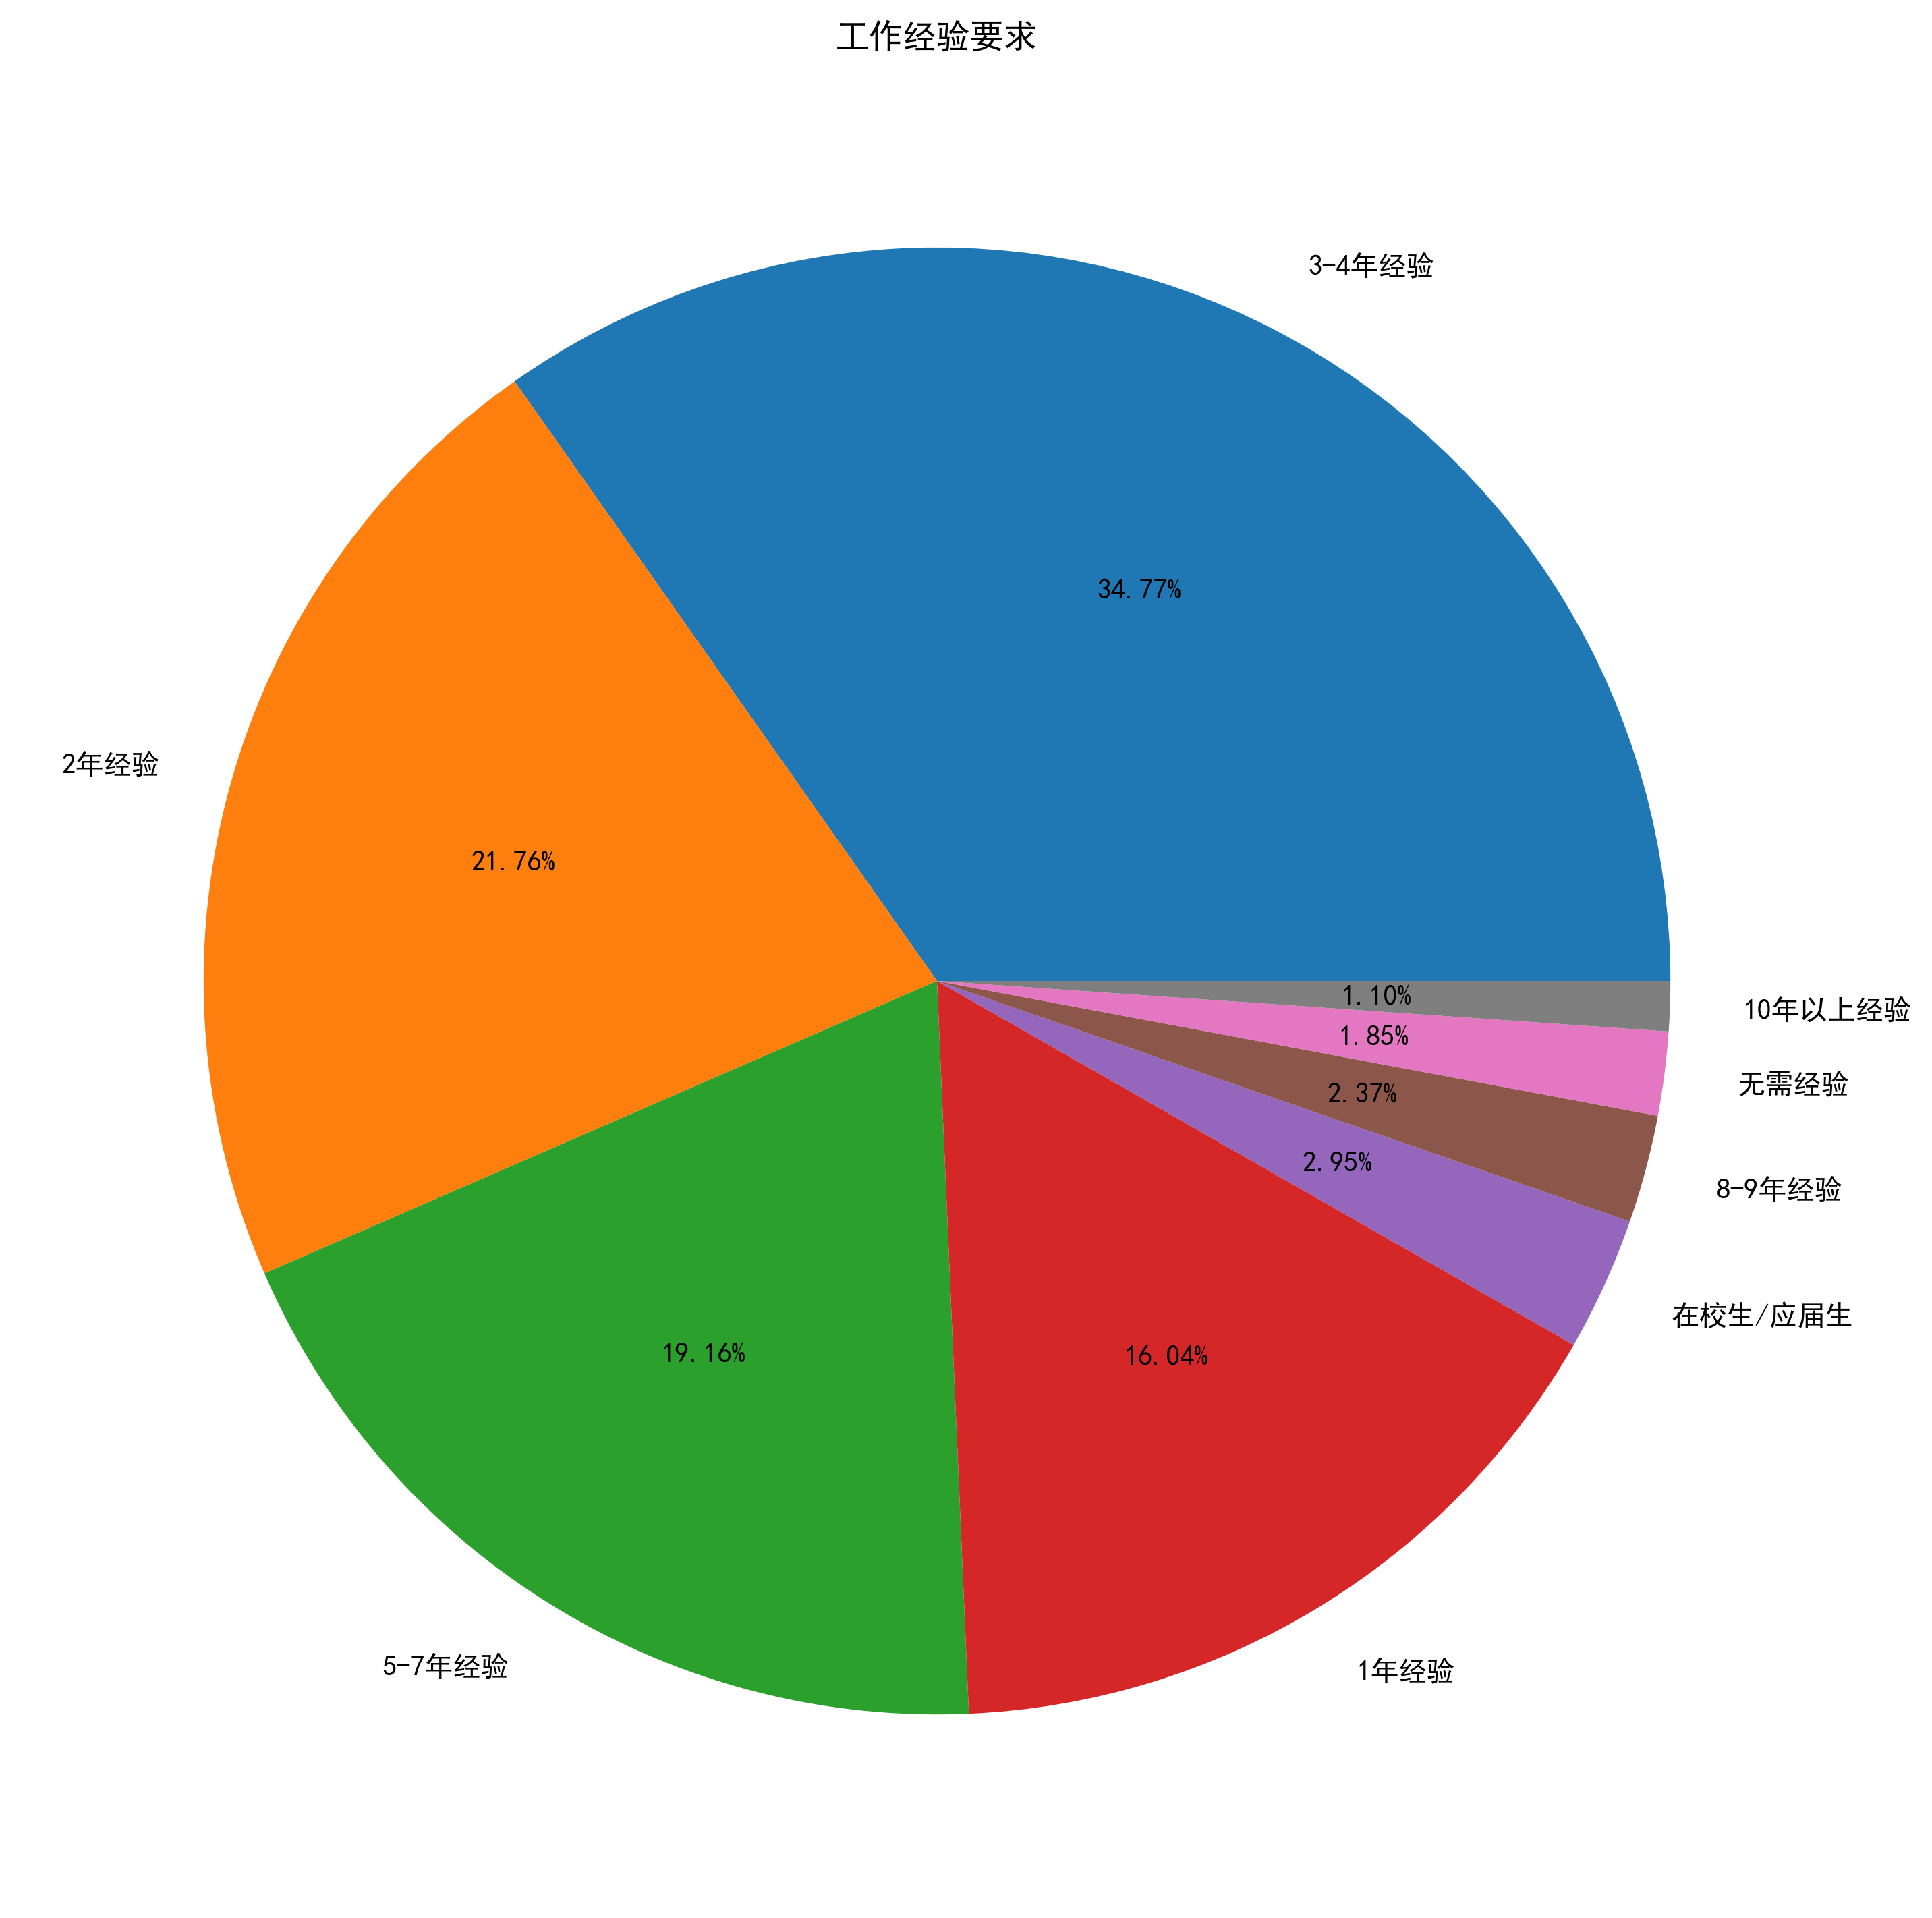 工作经验要求
3-4年经验
34.77%
2年经验
21.76%
1.10%
10年以上经验
1.85%
无需经验
2.37%
8-9年经验
2.95%
在校生/应届生
19.16%
16.04%
5-7年经验
1年经验